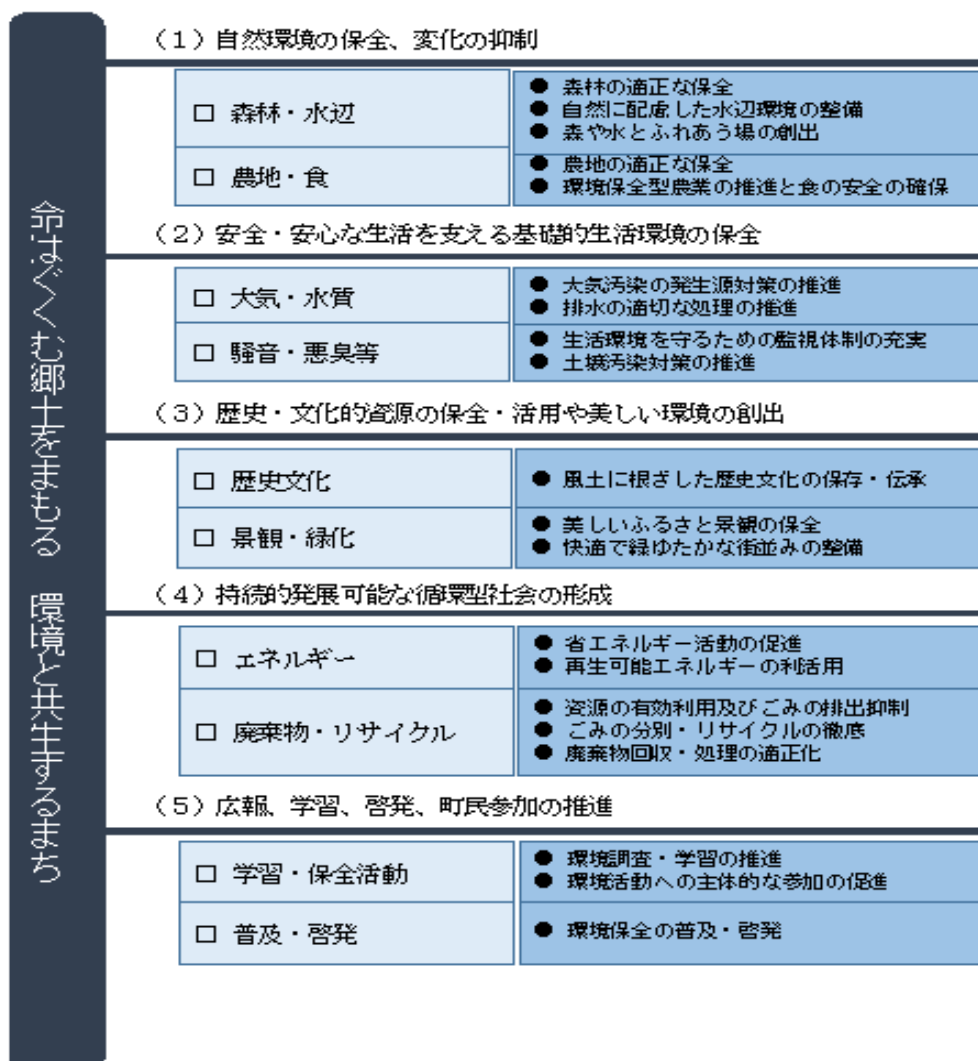 命はぐくむ郷土をまもる 環境と共生するまち
（１）自然環境の保全、変化の抑制
□ 森林・水辺
● 森林の適正な保全
● 自然に配慮した水辺環境の整備
● 森や水とふれあう場の創出
□ 農地・食
● 農地の適正な保全
● 環境保全型農業の推進と食の安全の確保
（２）安全・安心な生活を支える基礎的生活環境の保全
□ 大気・水質
● 大気汚染の発生源対策の推進
● 排水の適切な処理の推進
□ 騒音・悪臭等
● 生活環境を守るための監視体制の充実
● 土壌汚染対策の推進
（３）歴史・文化的資源の保全・活用や美しい環境の創出
□ 歴史文化
● 風土に根ざした歴史文化の保存・伝承
□ 景観・緑化
● 美しいふるさと景観の保全
● 快適で緑ゆたかな街並みの整備
（４）持続的発展可能な循環型社会の形成
□ エネルギー
● 省エネルギー活動の促進
● 再生可能エネルギーの利活用
□ 廃棄物・リサイクル
● 資源の有効利用及びごみの排出抑制
● ごみの分別・リサイクルの徹底
● 廃棄物回収・処理の適正化
（５）広報、学習、啓発、町民参加の推進
□ 学習・保全活動
● 環境調査・学習の推進
● 環境活動への主体的な参加の促進
□ 普及・啓発
● 環境保全の普及・啓発